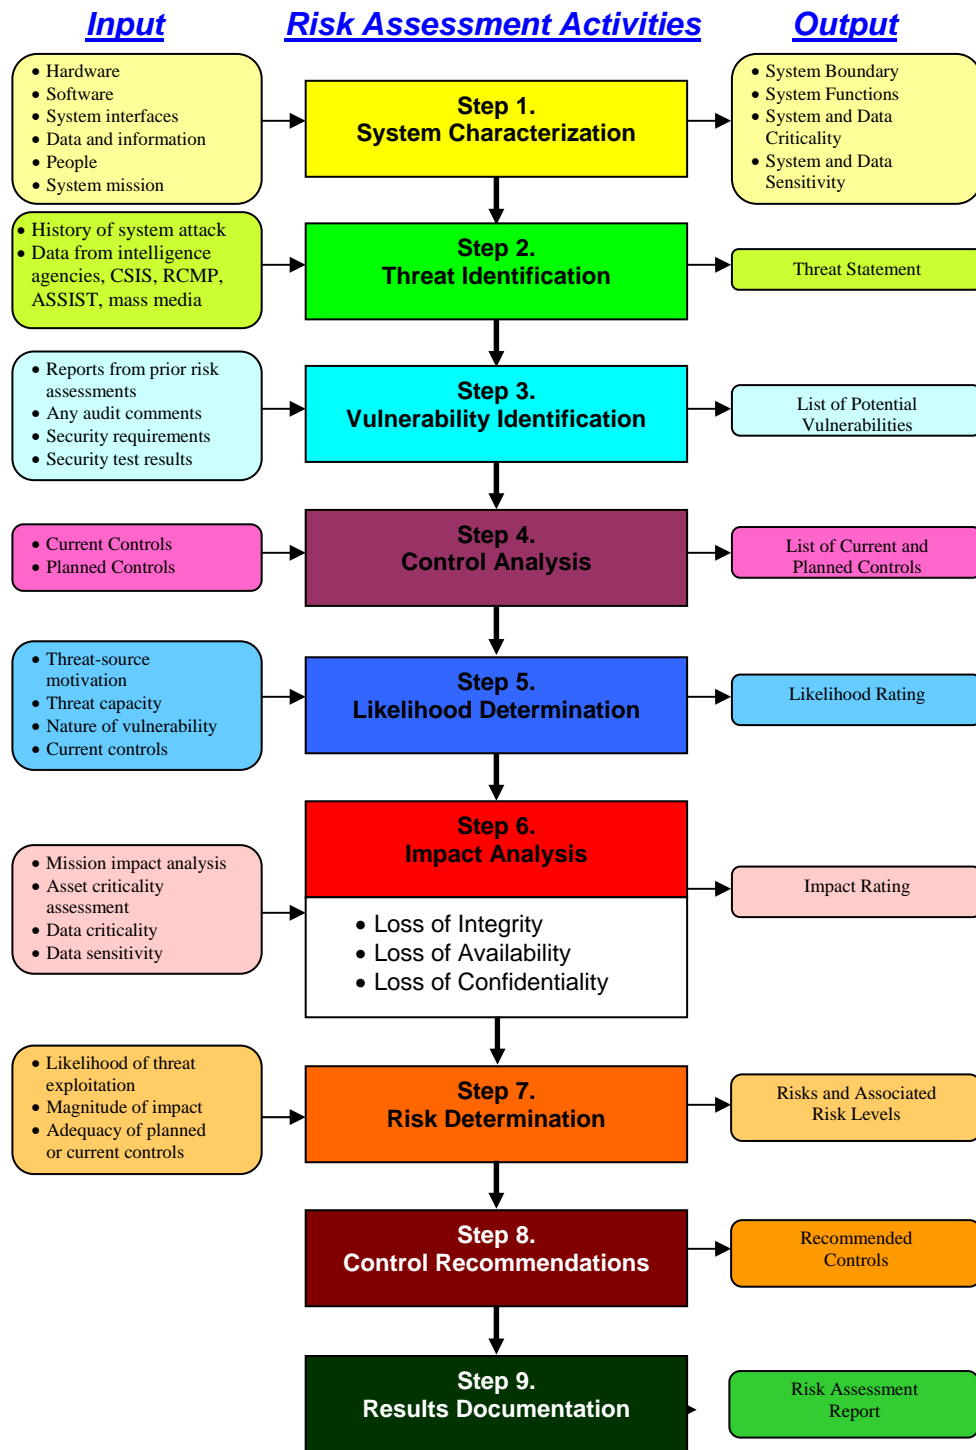 Input
Risk Assessment Activities
Output
• Hardware
• Software
• System interfaces
• Data and information
• People
• System mission
Step 1.
System Characterization
• System Boundary
• System Functions
• System and Data
Criticality
• System and Data
Sensitivity
• History of system attack
• Data from intelligence
agencies, CSIS, RCMP,
ASSIST, mass media
Step 2.
Threat Identification
Threat Statement
• Reports from prior risk
assessments
• Any audit comments
• Security requirements
• Security test results
Step 3.
Vulnerability Identification
List of Potential
Vulnerabilities
• Current Controls
• Planned Controls
Step 4.
Control Analysis
List of Current and
Planned Controls
• Threat-source
motivation
• Threat capacity
• Nature of vulnerability
• Current controls
Step 5.
Likelihood Determination
Likelihood Rating
• Mission impact analysis
• Asset criticality
assessment
• Data criticality
• Data sensitivity
Step 6.
Impact Analysis
• Loss of Integrity
• Loss of Availability
• Loss of Confidentiality
Impact Rating
• Likelihood of threat
exploitation
• Magnitude of impact
• Adequacy of planned
or current controls
Step 7.
Risk Determination
Risks and Associated
Risk Levels
Step 8.
Control Recommendations
Recommended
Controls
Step 9.
Results Documentation
Risk Assessment
Report